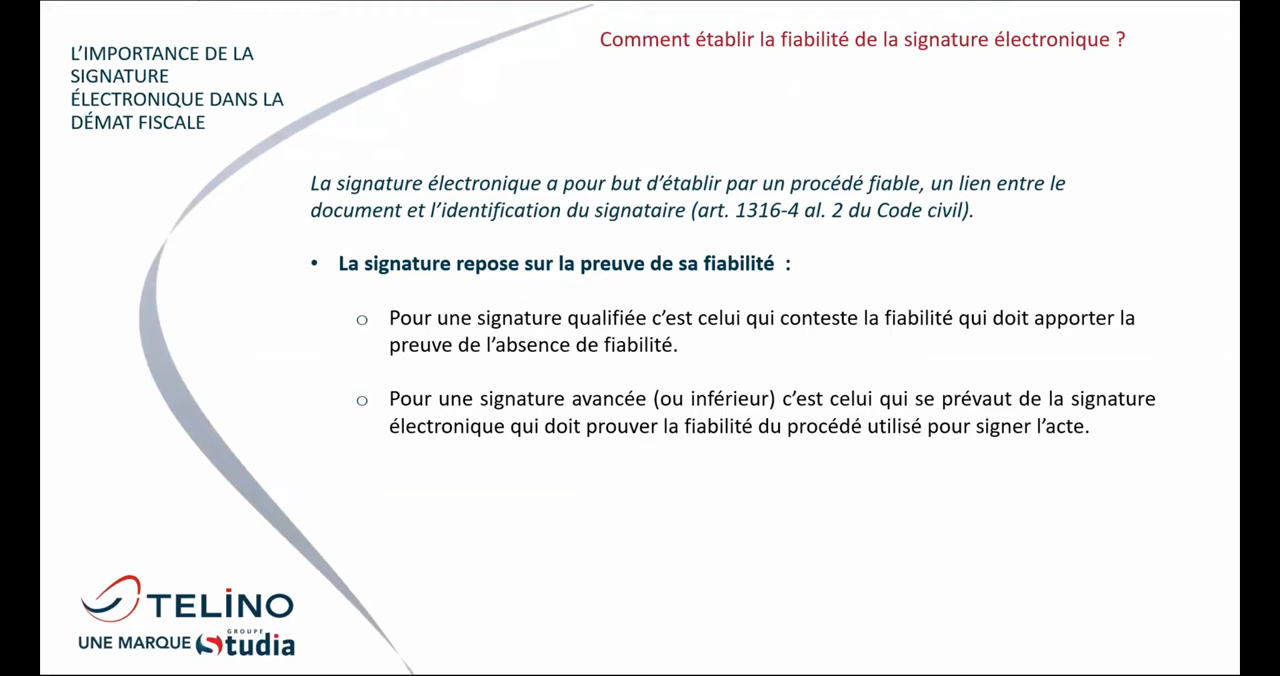 L’IMPORTANCE DE LA
SIGNATURE
ÉLECTRONIQUE DANS LA
DÉMAT FISCALE
Comment établir la fiabilité de la signature électronique ?
La signature électronique a pour but d’établir par un procédé fiable, un lien entre le
document et l’identification du signataire (art. 1316-4 al. 2 du Code civil).
• La signature repose sur la preuve de sa fiabilité :
o Pour une signature qualifiée c’est celui qui conteste la fiabilité qui doit apporter la
preuve de l’absence de fiabilité.
o Pour une signature avancée (ou inférieur) c’est celui qui se prévaut de la signature
électronique qui doit prouver la fiabilité du procédé utilisé pour signer l’acte.
TELINO
UNE MARQUE GROUPE Studia